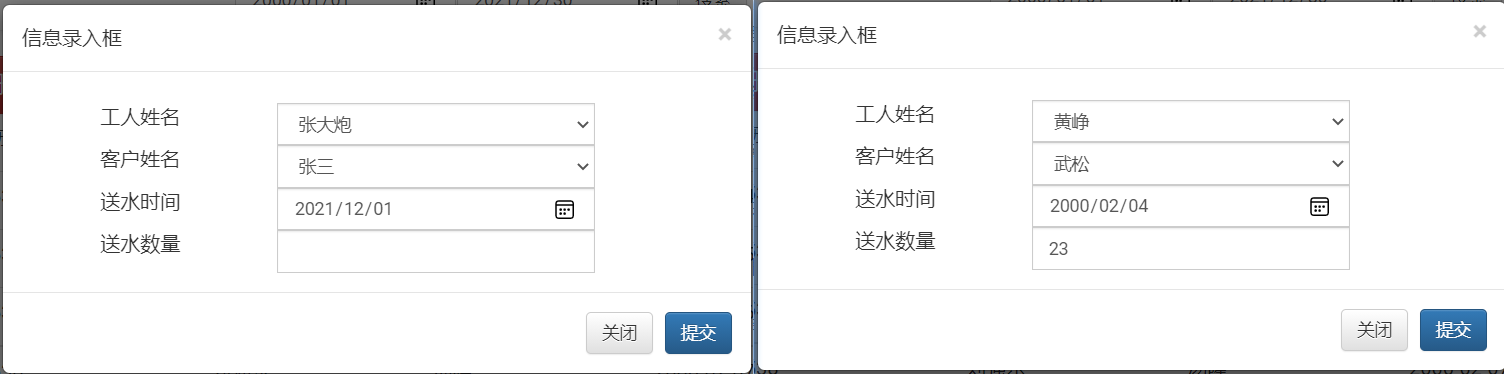 信息录入框
×
工人姓名
张大炮
客户姓名
张三
送水时间
2021/12/01
送水数量
关闭
提交
信息录入框
×
工人姓名
黄峥
客户姓名
武松
送水时间
2000/02/04
送水数量
23
关闭
提交